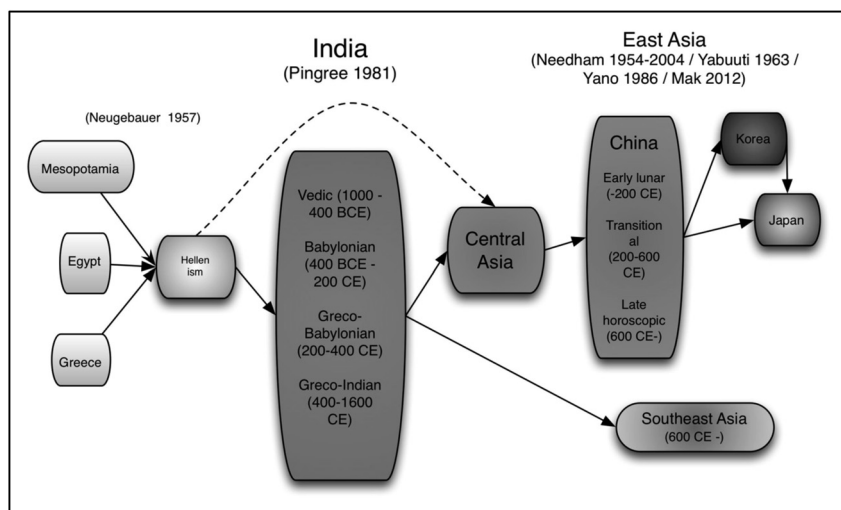 India
(Pingree 1981)
East Asia
(Needham 1954-2004 / Yabuuti 1963 /
Yano 1986 / Mak 2012)
(Neugebauer 1957)
Mesopotamia
Egypt
Greece
Hellen
ism
Vedic (1000 -
400 BCE)
Babylonian
(400 BCE -
200 CE)
Greco-
Babylonian
(200-400 CE)
Greco-Indian
(400-1600
CE)
Central
Asia
China
Early lunar
(-200 CE)
Transition
al
(200-600
CE)
Late
horoscopic
(600 CE-)
Korea
Japan
Southeast Asia
(600 CE -)